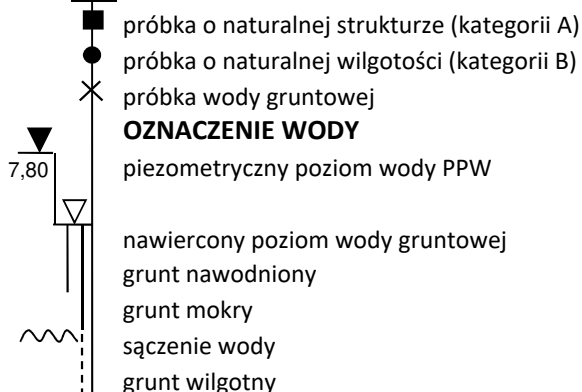 próbka o naturalnej strukturze (kategorii A)
próbka o naturalnej wilgotości (kategorii B)
próbka wody gruntowej
OZNACZENIE WODY
7,80 piezometryczny poziom wody PPW
nawiercony poziom wody gruntowej
grunt nawodniony
grunt mokry
sączenie wody
grunt wilgotny